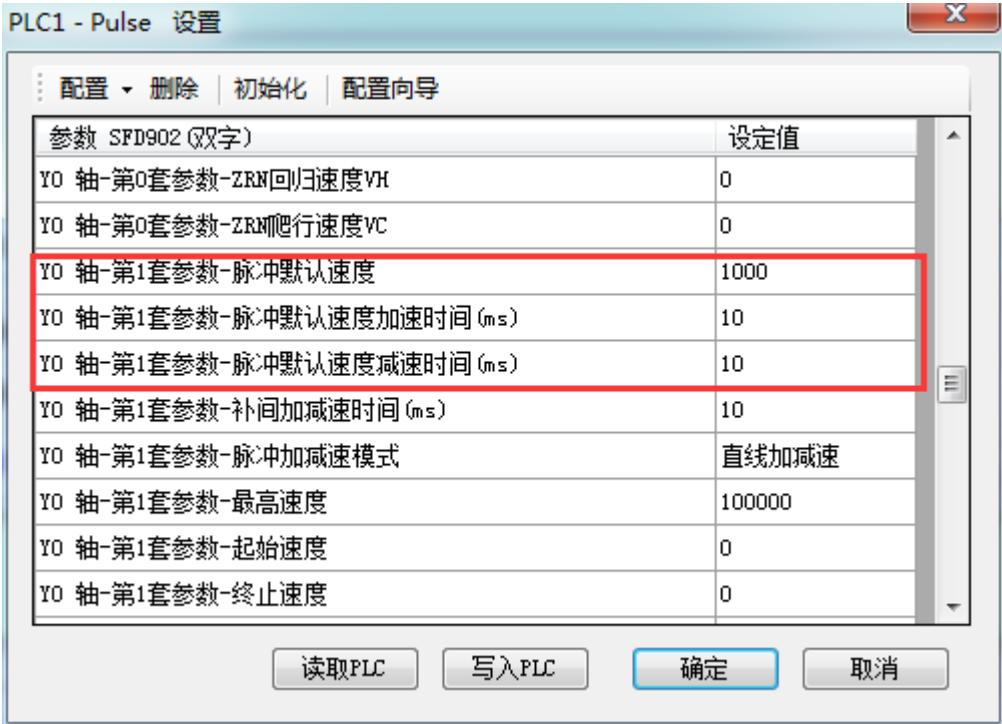 PLC1 - Pulse 设置
配置 删除 初始化 配置向导
参数 SFD902(双字) 设定值
Y0 轴-第0套参数-ZRN回归速度VH 0
Y0 轴-第0套参数-ZRN爬行速度VC 0
Y0 轴-第1套参数-脉冲默认速度 1000
Y0 轴-第1套参数-脉冲默认速度加速时间(ms) 10
Y0 轴-第1套参数-脉冲默认速度减速时间(ms) 10
Y0 轴-第1套参数-补间加减速时间(ms) 10
Y0 轴-第1套参数-脉冲加减速模式 直线加减速
Y0 轴-第1套参数-最高速度 100000
Y0 轴-第1套参数-起始速度 0
Y0 轴-第1套参数-终止速度 0
读取PLC 写入PLC 确定 取消